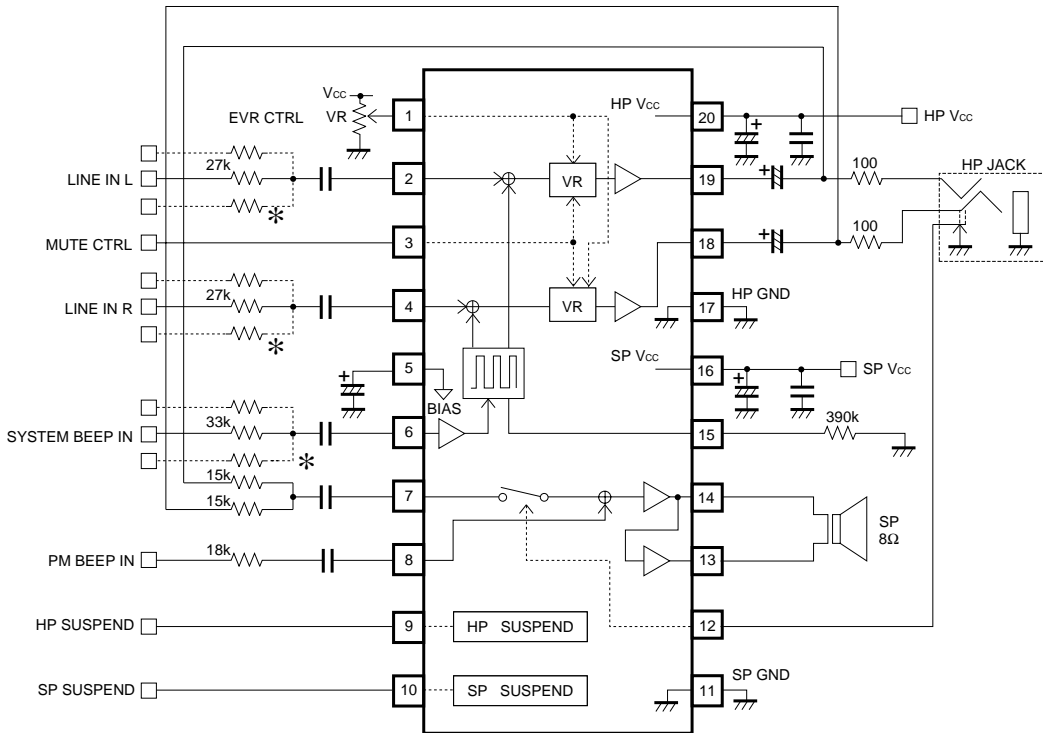 VCC
EVR CTRL
VR
1
HP VCC
20
HP VCC
27k
LINE IN L
2
VR
19
+
100
HP JACK
*
MUTE CTRL
3
18
+
100
27k
LINE IN R
4
VR
17
HP GND
*
+
5
BIAS
SP VCC
16
+
SP VCC
33k
SYSTEM BEEP IN
6
15
390k
*
15k
15k
7
14
SP
8Ω
18k
PM BEEP IN
8
13
HP SUSPEND
9
HP SUSPEND
12
SP SUSPEND
10
SP SUSPEND
11
SP GND
+